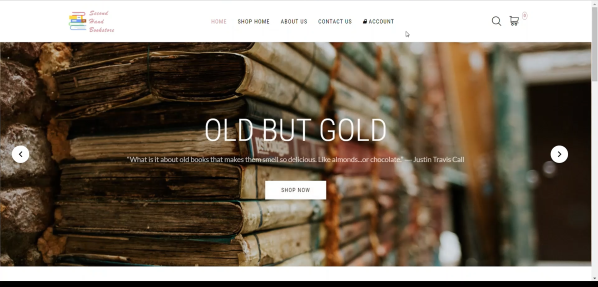 Second
Hand
Bookstore
HOME SHOP HOME ABOUT US CONTACT US ACCOUNT
0
OLD BUT GOLD
"What is it about old books that makes them smell so delicious. Like almonds...or chocolate." — Justin Travis Call
SHOP NOW